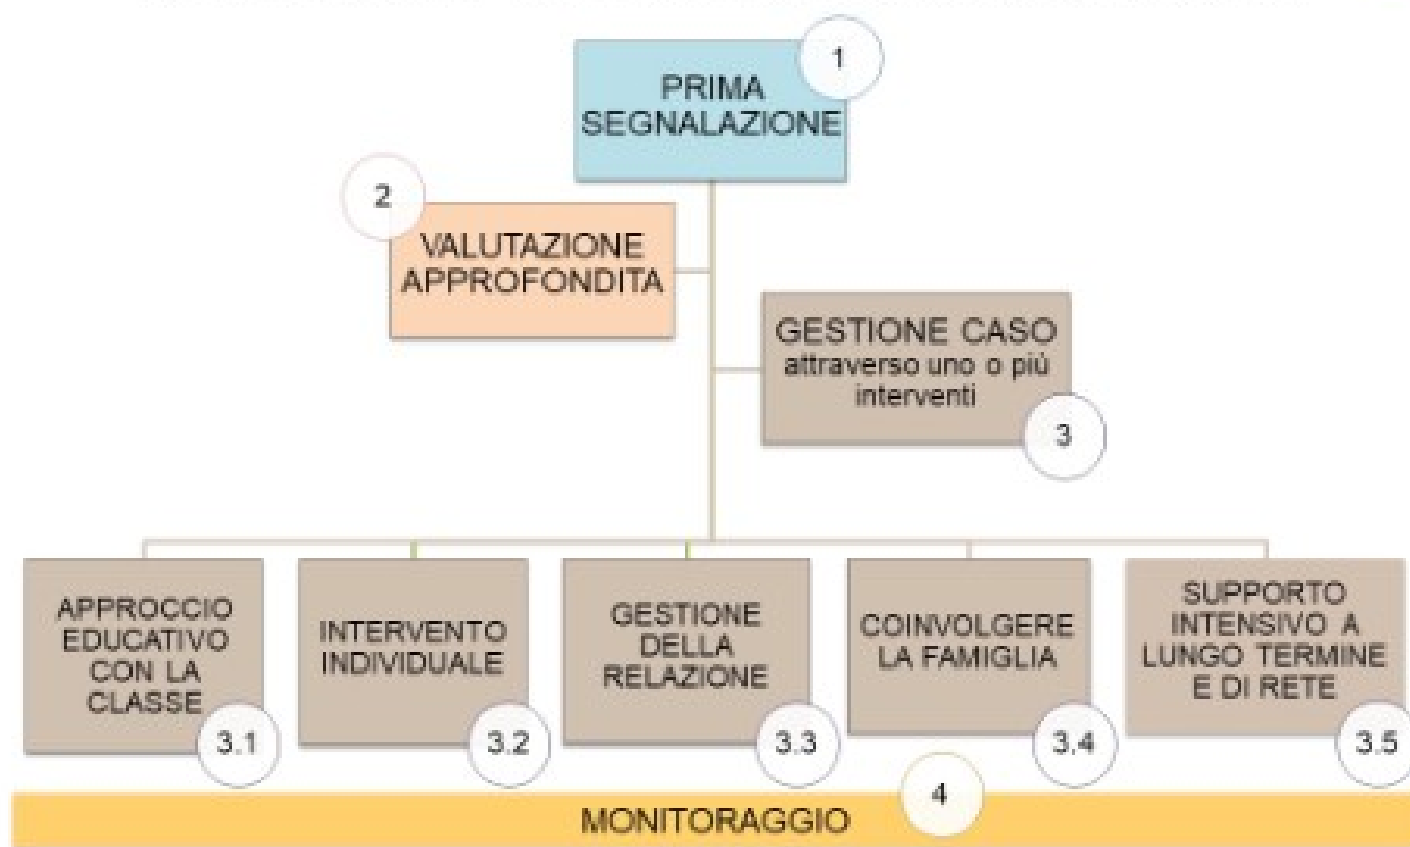 1
PRIMA
SEGNALAZIONE
2
VALUTAZIONE
APPROFONDITA
GESTIONE CASO
attraverso uno o più
interventi
3
APPROCCIO
EDUCATIVO
CON LA
CLASSE
3.1
INTERVENTO
INDIVIDUALE
3.2
GESTIONE
DELLA
RELAZIONE
3.3
COINVOLGERE
LA FAMIGLIA
3.4
SUPPORTO
INTENSIVO A
LUNGO TERMINE
E DI RETE
3.5
4
MONITORAGGIO